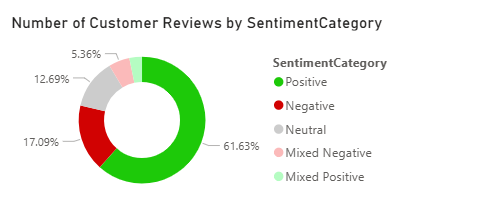 Number of Customer Reviews by SentimentCategory
5.36%
12.69%
17.09%
61.63%
SentimentCategory
Positive
Negative
Neutral
Mixed Negative
Mixed Positive